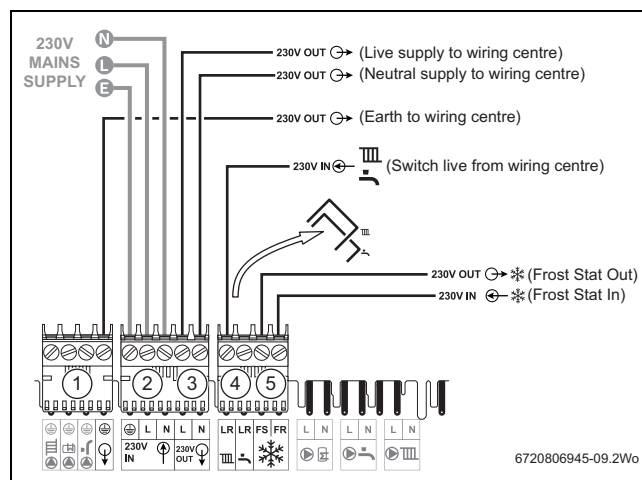 230V MAINS SUPPLY
N
L
E
230V OUT (Live supply to wiring centre)
230V OUT (Neutral supply to wiring centre)
230V OUT (Earth to wiring centre)
230V IN (Switch live from wiring centre)
230V OUT (Frost Stat Out)
230V IN (Frost Stat In)
1 2 3 4 5
L N L N LR LR FS FR L N L N L N
230V IN 230V OUT
6720806945-09.2Wo